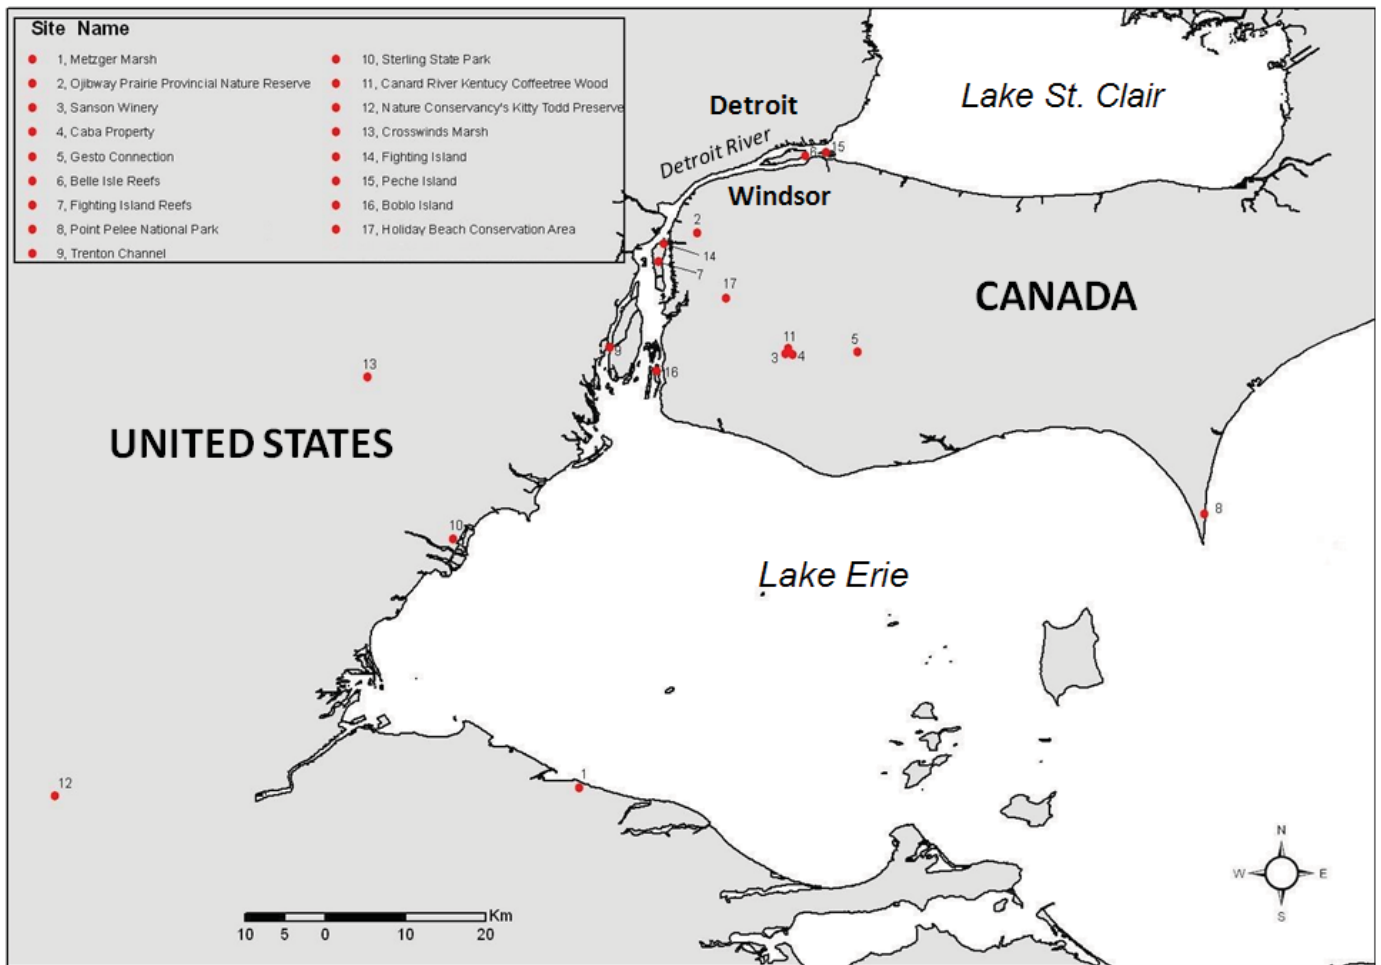 Site Name
1, Metzger Marsh
2, Ojibway Prairie Provincial Nature Reserve
3, Sanson Winery
4, Caba Property
5, Gesto Connection
6, Belle Isle Reefs
7, Fighting Island Reefs
8, Point Pelee National Park
9, Trenton Channel
10, Sterling State Park
11, Canard River Kentucy Coffeetree Wood
12, Nature Conservancy's Kitty Todd Preserve
13, Crosswinds Marsh
14, Fighting Island
15, Peche Island
16, Boblo Island
17, Holiday Beach Conservation Area
Lake St. Clair
Detroit
Detroit River
6
15
Windsor
2
14
7
17
CANADA
11
3
4
5
9
16
13
UNITED STATES
8
10
Lake Erie
12
1
N
W
E
S
Km
10 5 0 10 20